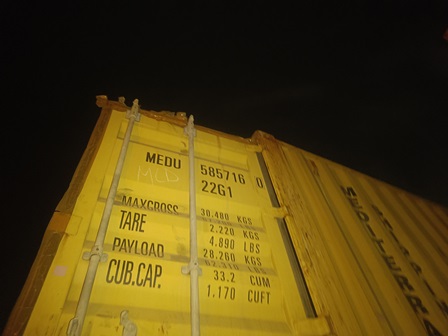 MEDU 585716 0
22G1
MAXGROSS 30.480 KGS
TARE 2.220 KGS
4.890 LBS
PAYLOAD 28.260 KGS
CUB.CAP. 33.2 CUM
1.170 CUFT